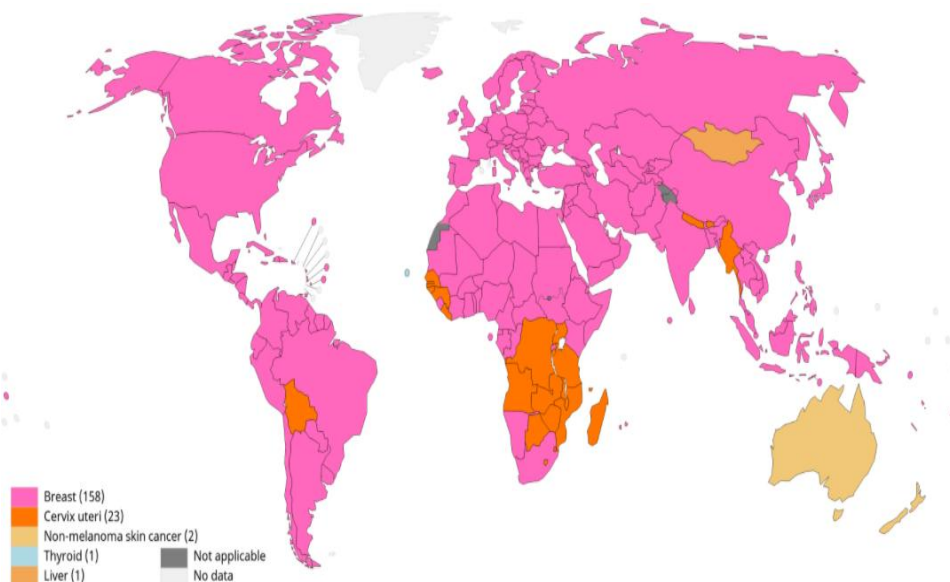 Breast (158)
Cervix uteri (23)
Non-melanoma skin cancer (2)
Thyroid (1)
Liver (1)
Not applicable
No data